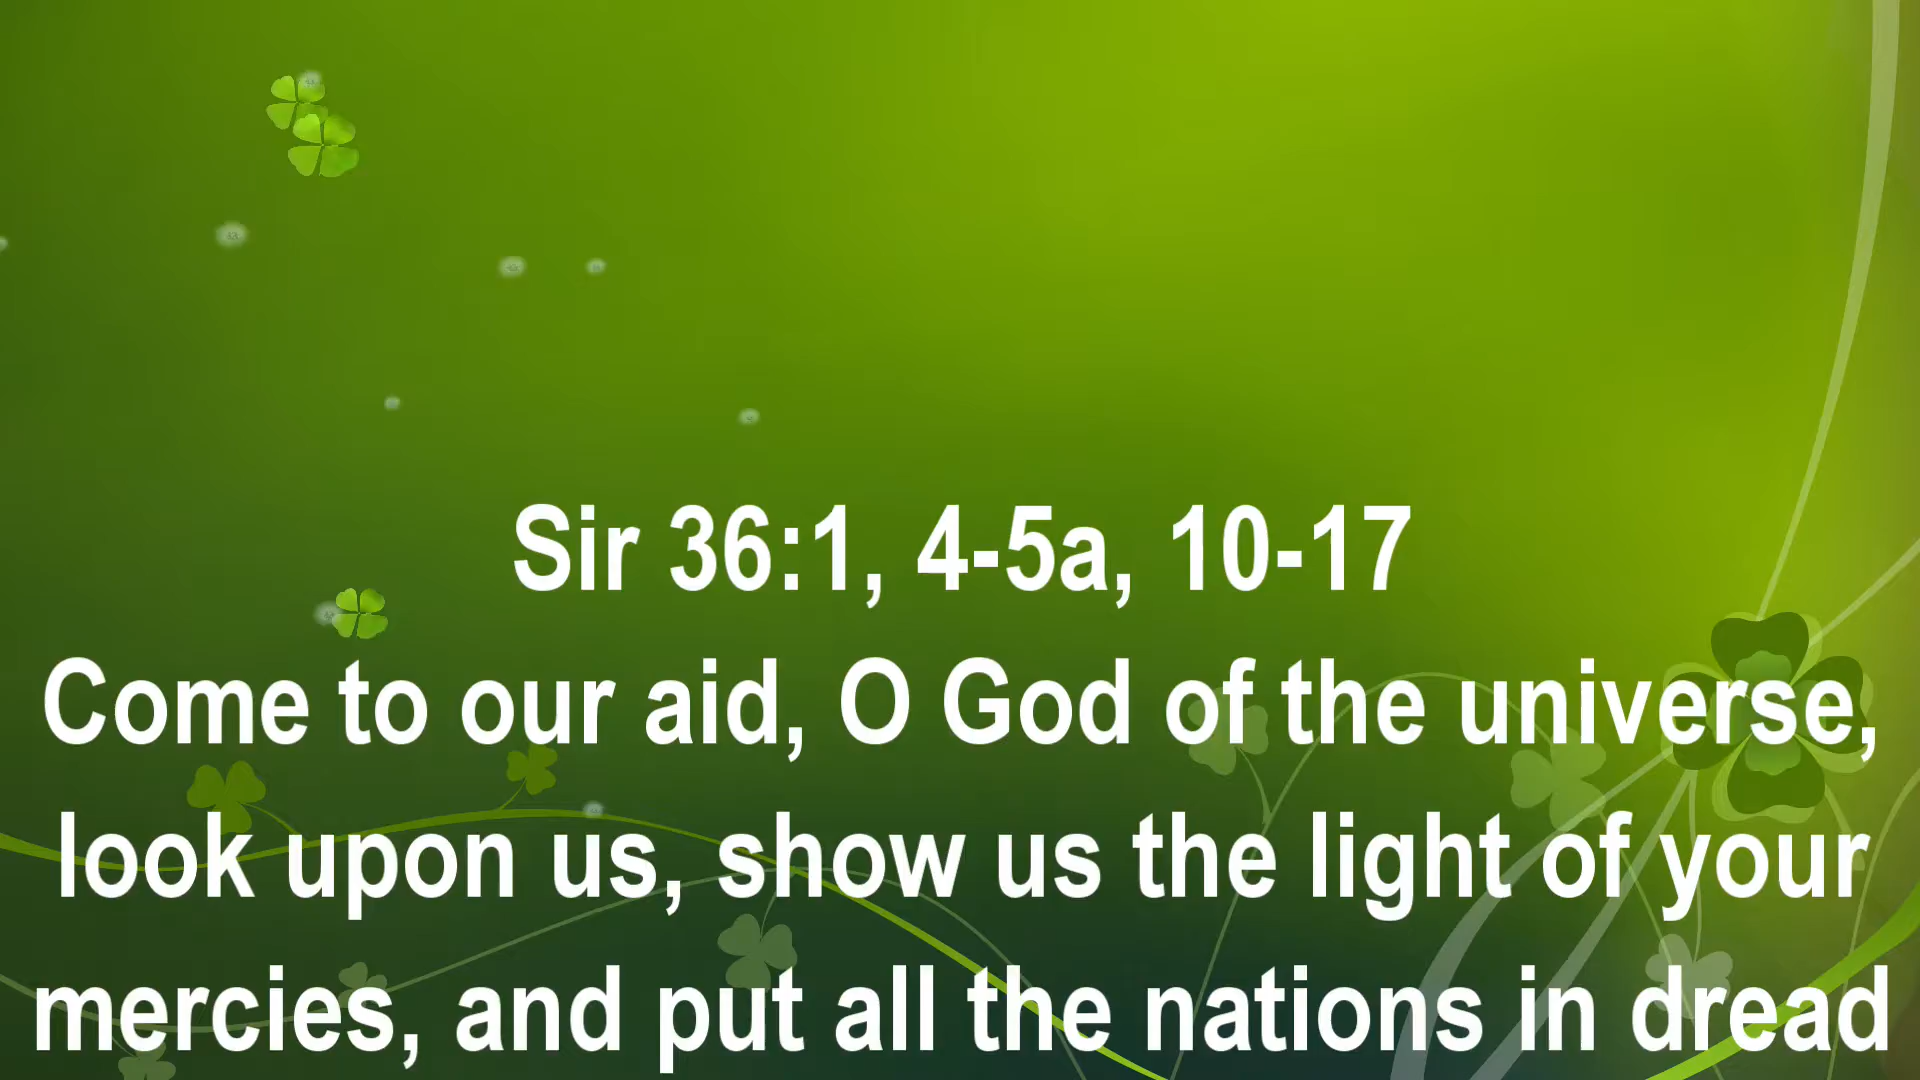 Sir 36:1, 4-5a, 10-17
Come to our aid, O God of the universe,
look upon us, show us the light of your
mercies, and put all the nations in dread